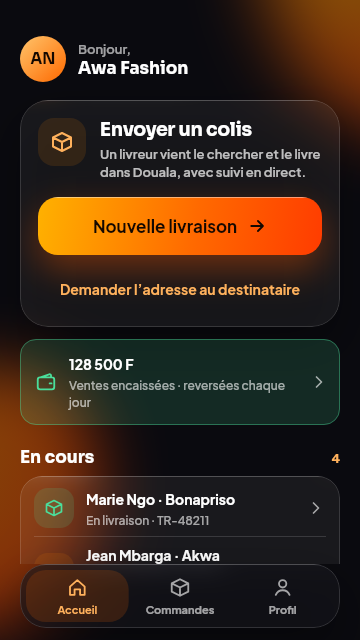 AN
Bonjour,
Awa Fashion
Envoyer un colis
Un livreur vient le chercher et le livre
dans Douala, avec suivi en direct.
Nouvelle livraison →
Demander l’adresse au destinataire
128 500 F
Ventes encaissées · reversées chaque
jour
En cours
4
Marie Ngo · Bonapriso
En livraison · TR-48211
Jean Mbarga · Akwa
Accueil
Commandes
Profil